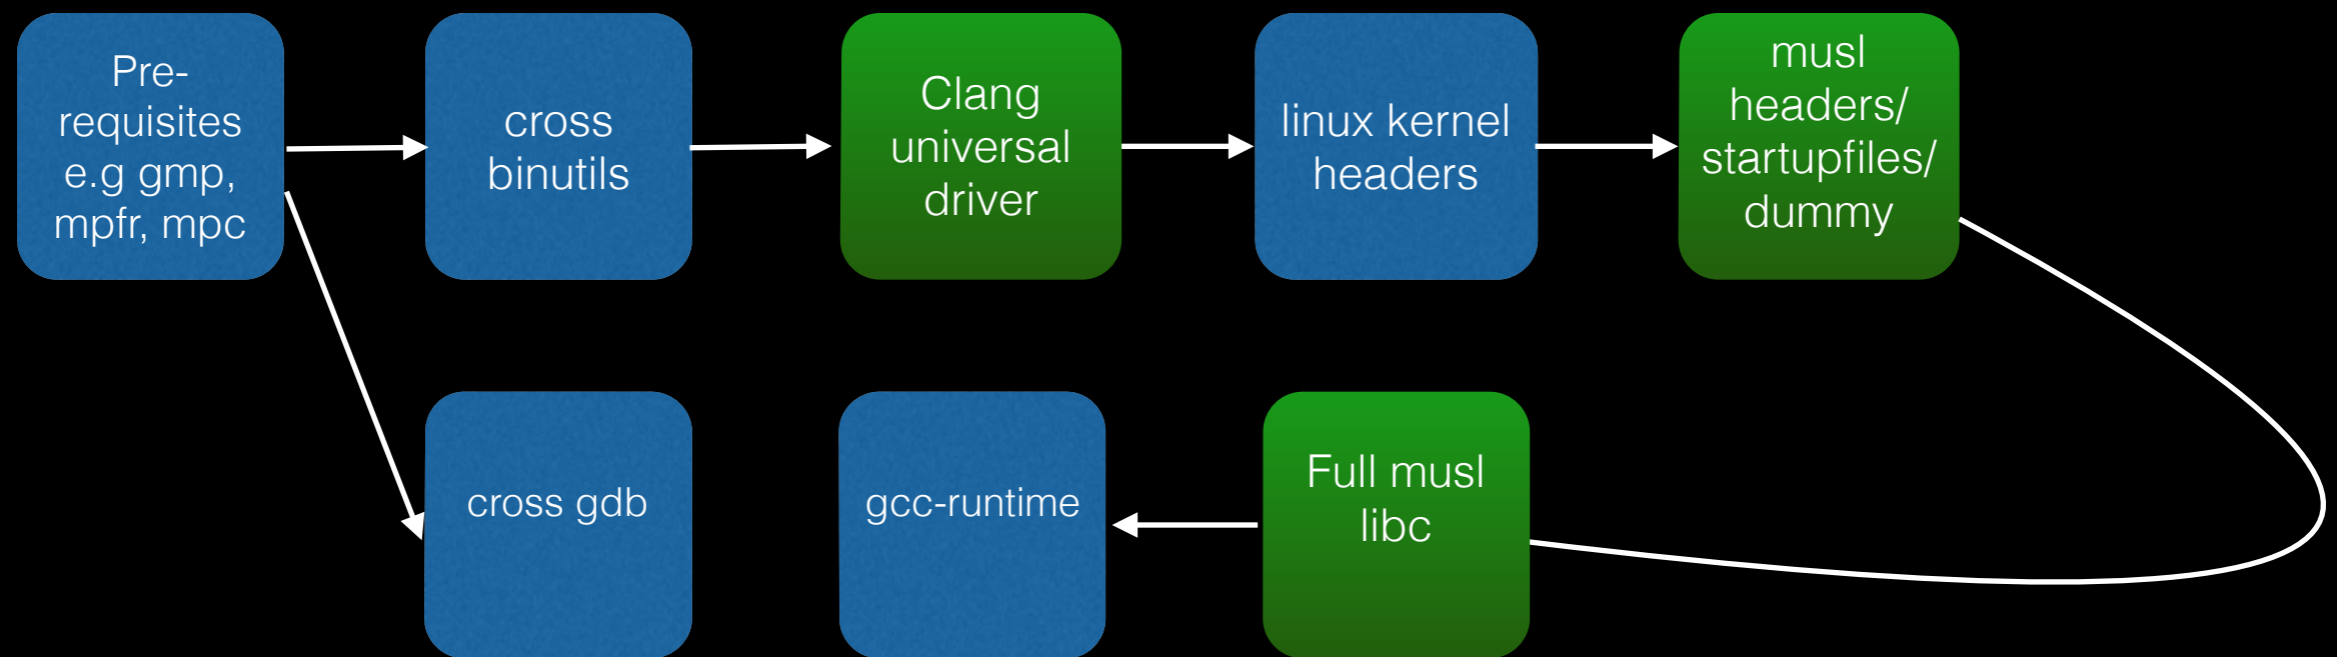 Pre-
requisites
e.g gmp,
mpfr, mpc
cross
binutils
Clang
universal
driver
linux kernel
headers
musl
headers/
startupfiles/
dummy
cross gdb
gcc-runtime
Full musl
libc